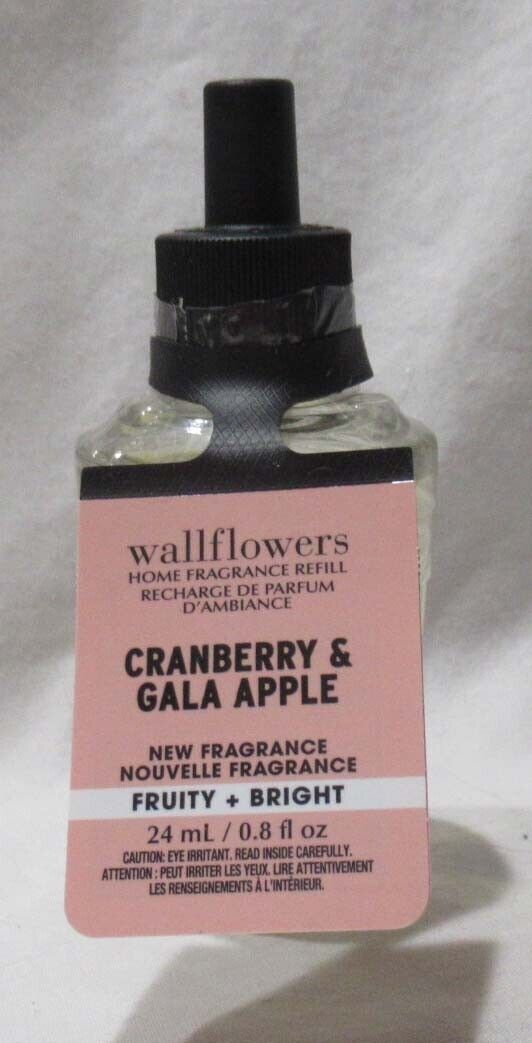 wallflowers
HOME FRAGRANCE REFILL
RECHARGE DE PARFUM
D'AMBIANCE
CRANBERRY &
GALA APPLE
NEW FRAGRANCE
NOUVELLE FRAGRANCE
FRUITY + BRIGHT
24 mL / 0.8 fl oz
CAUTION: EYE IRRITANT. READ INSIDE CAREFULLY.
ATTENTION : PEUT IRRITER LES YEUX. LIRE ATTENTIVEMENT
LES RENSEIGNEMENTS À L'INTÉRIEUR.